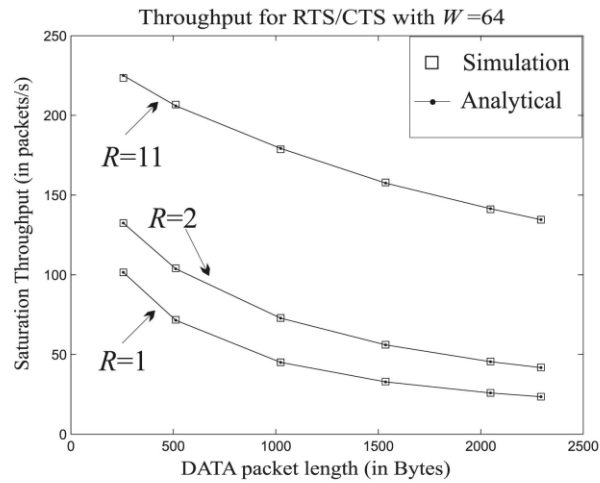 Throughput for RTS/CTS with W=64
Saturation Throughput (in packets/s)
250
200
150
100
50
0
Simulation
Analytical
R=11
R=2
R=1
0
500
1000
1500
2000
2500
DATA packet length (in Bytes)